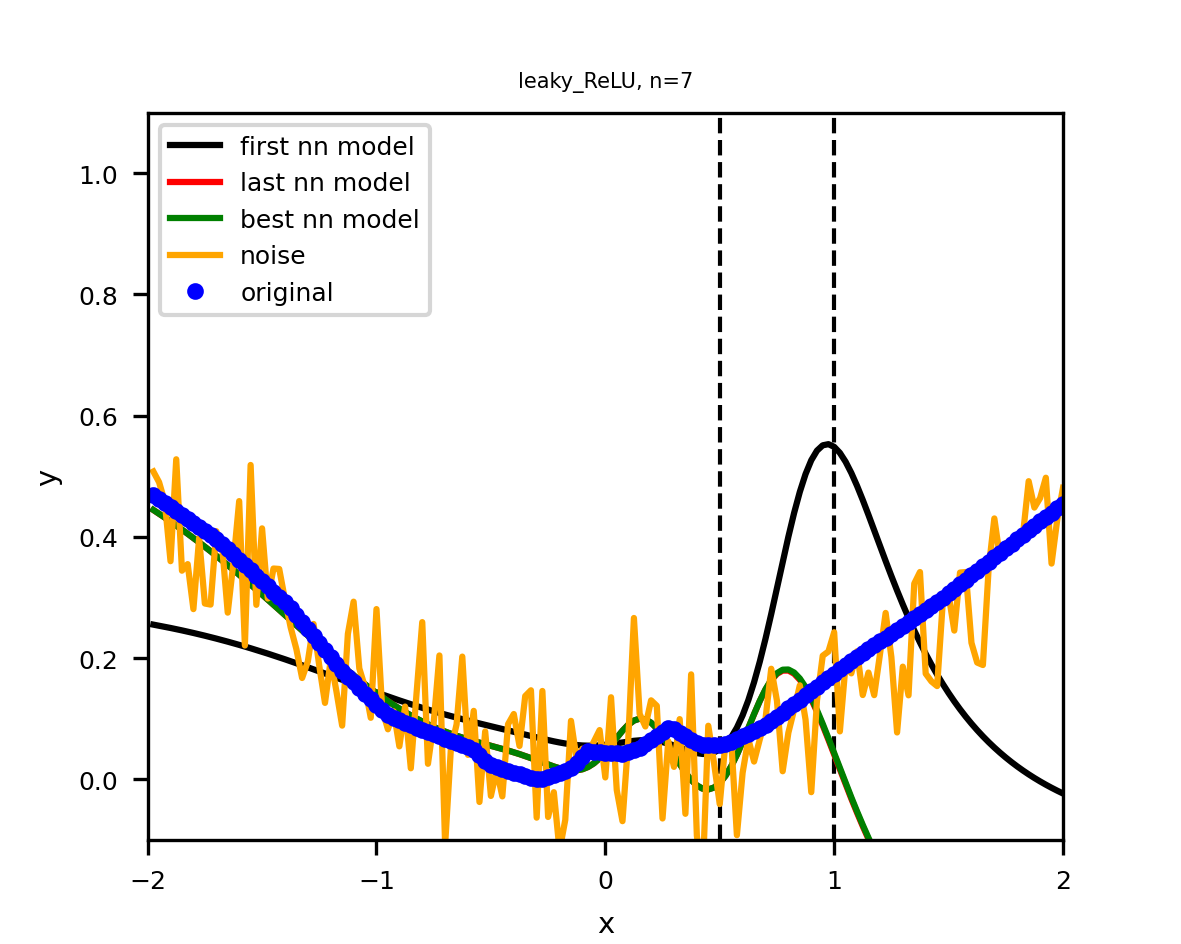 leaky_ReLU, n=7
first nn model
last nn model
best nn model
noise
original
1.0
0.8
0.6
0.4
0.2
0.0
y
−2
−1
0
1
2
x